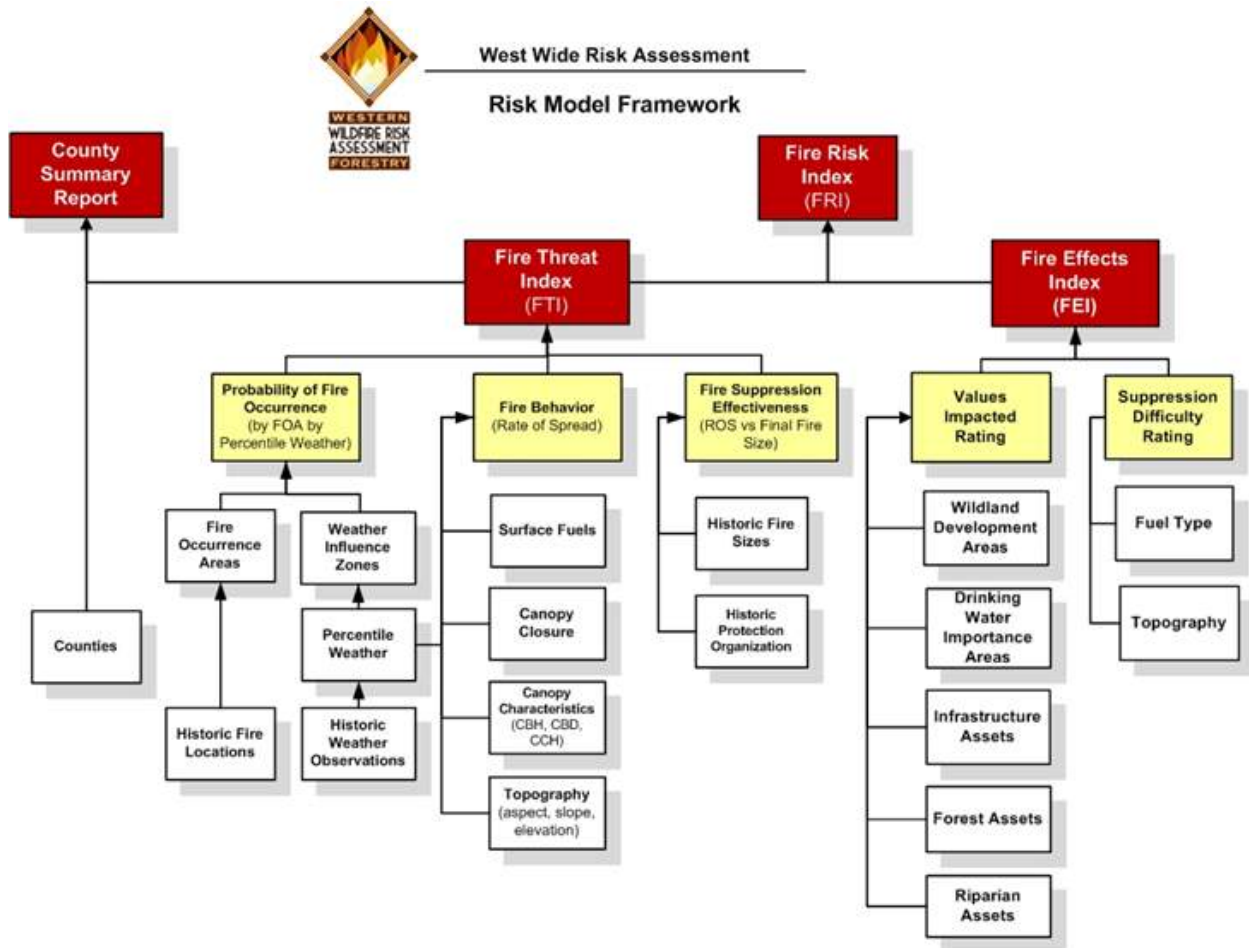 West Wide Risk Assessment
Risk Model Framework
WESTERN
WILDFIRE RISK
ASSESSMENT
FORESTRY
County
Summary
Report
Fire Risk
Index
(FRI)
Fire Threat
Index
(FTI)
Fire Effects
Index
(FEI)
Probability of Fire
Occurrence
(by FOA by
Percentile Weather)
Fire Behavior
(Rate of Spread)
Fire Suppression
Effectiveness
(ROS vs Final Fire
Size)
Values
Impacted
Rating
Suppression
Difficulty
Rating
Fire
Occurrence
Areas
Weather
Influence
Zones
Surface Fuels
Historic Fire
Sizes
Wildland
Development
Areas
Fuel Type
Counties
Percentile
Weather
Canopy
Closure
Historic
Protection
Organization
Drinking
Water
Importance
Areas
Topography
Historic Fire
Locations
Historic
Weather
Observations
Canopy
Characteristics
(CBH, CBD,
CCH)
Infrastructure
Assets
Topography
(aspect, slope,
elevation)
Forest Assets
Riparian
Assets